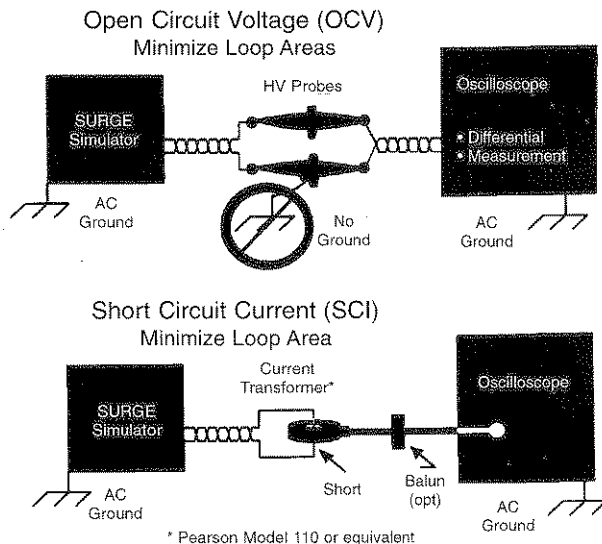 Open Circuit Voltage (OCV)
Minimize Loop Areas
HV Probes
SURGE
Simulator
Oscilloscope
Differential
Measurement
AC
Ground
No
Ground
AC
Ground
Short Circuit Current (SCI)
Minimize Loop Area
Current
Transformer*
SURGE
Simulator
Oscilloscope
Short
Balun
(opt)
AC
Ground
AC
Ground
* Pearson Model 110 or equivalent